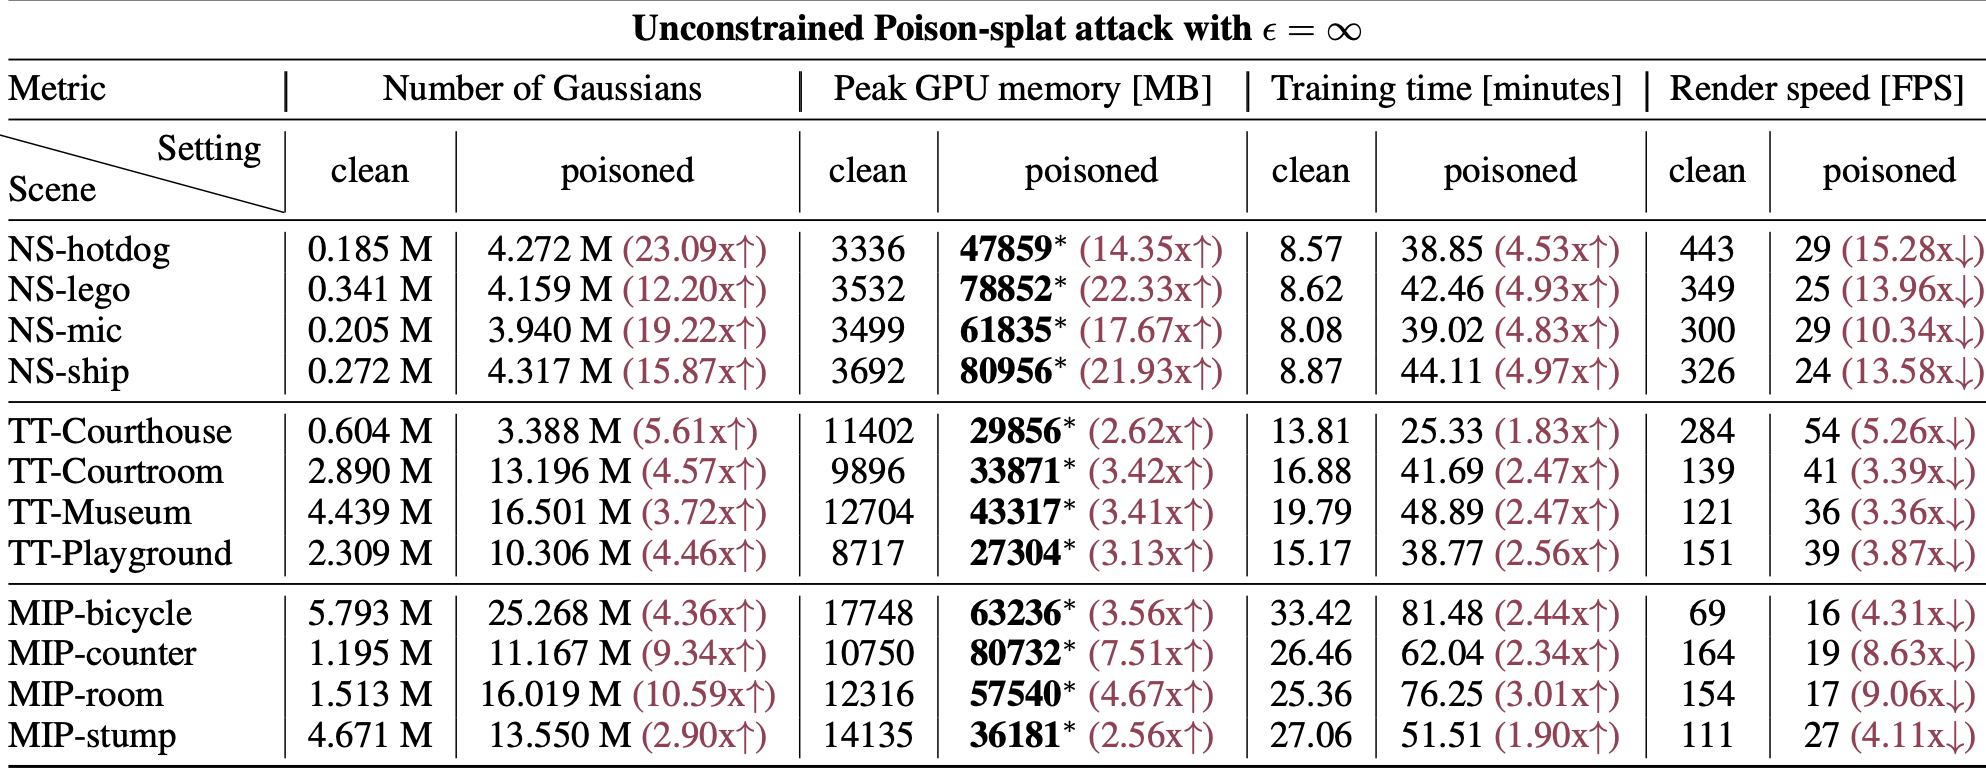 Unconstrained Poison-splat attack with ϵ = ∞
Metric | Number of Gaussians | Peak GPU memory [MB] | Training time [minutes] | Render speed [FPS]
Setting
Scene | clean | poisoned | clean | poisoned | clean | poisoned | clean | poisoned
NS-hotdog | 0.185 M | 4.272 M (23.09x↑) | 3336 | 47859* (14.35x↑) | 8.57 | 38.85 (4.53x↑) | 443 | 29 (15.28x↓)
NS-lego | 0.341 M | 4.159 M (12.20x↑) | 3532 | 78852* (22.33x↑) | 8.62 | 42.46 (4.93x↑) | 349 | 25 (13.96x↓)
NS-mic | 0.205 M | 3.940 M (19.22x↑) | 3499 | 61835* (17.67x↑) | 8.08 | 39.02 (4.83x↑) | 300 | 29 (10.34x↓)
NS-ship | 0.272 M | 4.317 M (15.87x↑) | 3692 | 80956* (21.93x↑) | 8.87 | 44.11 (4.97x↑) | 326 | 24 (13.58x↓)
TT-Courthouse | 0.604 M | 3.388 M (5.61x↑) | 11402 | 29856* (2.62x↑) | 13.81 | 25.33 (1.83x↑) | 284 | 54 (5.26x↓)
TT-Courtroom | 2.890 M | 13.196 M (4.57x↑) | 9896 | 33871* (3.42x↑) | 16.88 | 41.69 (2.47x↑) | 139 | 41 (3.39x↓)
TT-Museum | 4.439 M | 16.501 M (3.72x↑) | 12704 | 43317* (3.41x↑) | 19.79 | 48.89 (2.47x↑) | 121 | 36 (3.36x↓)
TT-Playground | 2.309 M | 10.306 M (4.46x↑) | 8717 | 27304* (3.13x↑) | 15.17 | 38.77 (2.56x↑) | 151 | 39 (3.87x↓)
MIP-bicycle | 5.793 M | 25.268 M (4.36x↑) | 17748 | 63236* (3.56x↑) | 33.42 | 81.48 (2.44x↑) | 69 | 16 (4.31x↓)
MIP-counter | 1.195 M | 11.167 M (9.34x↑) | 10750 | 80732* (7.51x↑) | 26.46 | 62.04 (2.34x↑) | 164 | 19 (8.63x↓)
MIP-room | 1.513 M | 16.019 M (10.59x↑) | 12316 | 57540* (4.67x↑) | 25.36 | 76.25 (3.01x↑) | 154 | 17 (9.06x↓)
MIP-stump | 4.671 M | 13.550 M (2.90x↑) | 14135 | 36181* (2.56x↑) | 27.06 | 51.51 (1.90x↑) | 111 | 27 (4.11x↓)